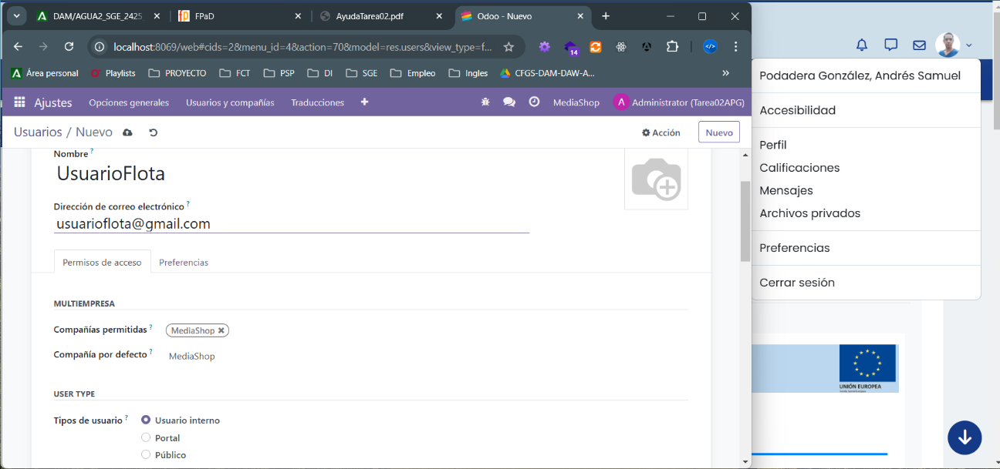 DAM/AGUA2_SGE_2425
FPaD
AyudaTarea02.pdf
Odoo - Nuevo
localhost:8069/web#cids=2&menu_id=4&action=70&model=res.users&view_type=f...
14
Área personal
Playlists
PROYECTO
FCT
PSP
DI
SGE
Empleo
Ingles
CFGS-DAM-DAW-A...
»
Ajustes
Opciones generales
Usuarios y compañías
Traducciones
MediaShop
A
Administrator (Tarea02APG)
Usuarios / Nuevo
Acción
Nuevo
Nombre ?
UsuarioFlota
Dirección de correo electrónico ?
usuarioflota@gmail.com
Permisos de acceso
Preferencias
MULTIEMPRESA
Compañías permitidas ?
MediaShop
Compañía por defecto ?
MediaShop
USER TYPE
Tipos de usuario ?
Usuario interno
Portal
Público
Podadera González, Andrés Samuel
Accesibilidad
Perfil
Calificaciones
Mensajes
Archivos privados
Preferencias
Cerrar sesión
UNIÓN EUROPEA